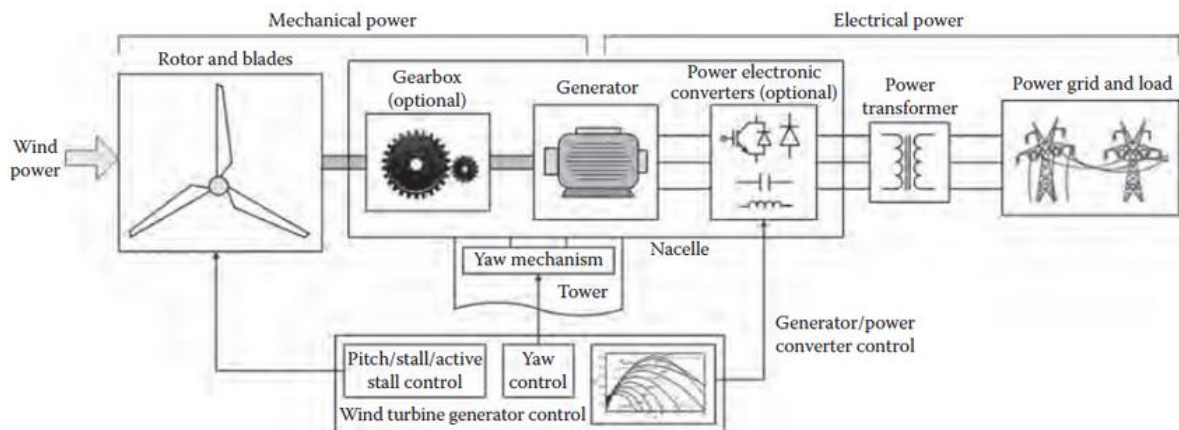 Mechanical power
Electrical power
Rotor and blades
Gearbox
(optional)
Generator
Power electronic
converters (optional)
Power
transformer
Power grid and load
Wind
power
Nacelle
Yaw mechanism
Tower
Generator/power
converter control
Pitch/stall/active
stall control
Yaw
control
Wind turbine generator control